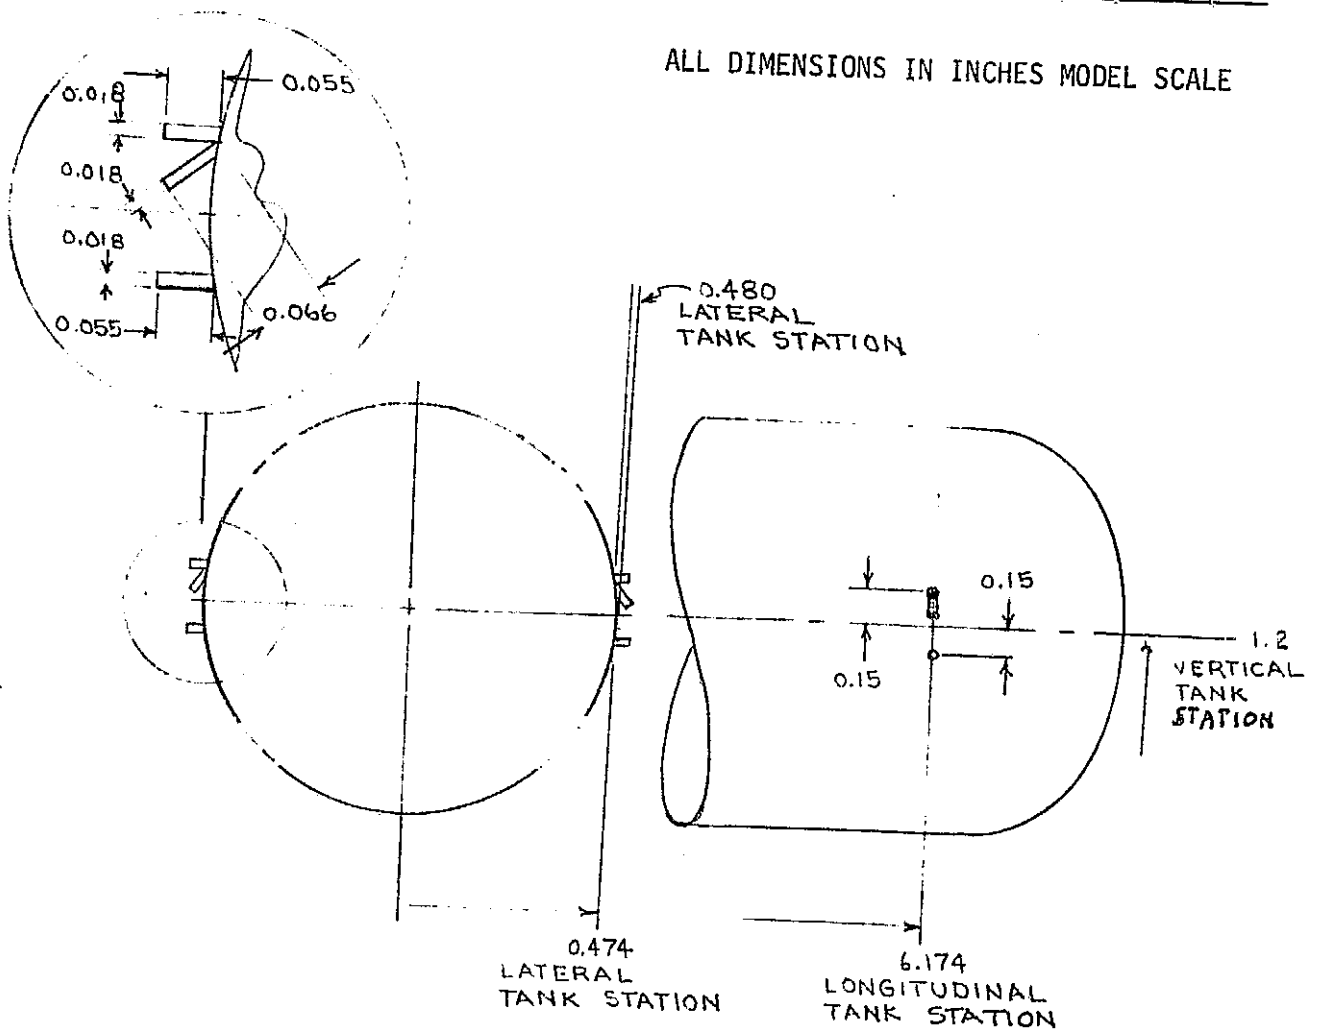 ALL DIMENSIONS IN INCHES MODEL SCALE
0.018
0.055
0.018
0.018
0.055
0.066
0.480
LATERAL
TANK STATION
0.15
0.15
1.2
VERTICAL
TANK
STATION
0.474
LATERAL
TANK STATION
6.174
LONGITUDINAL
TANK STATION